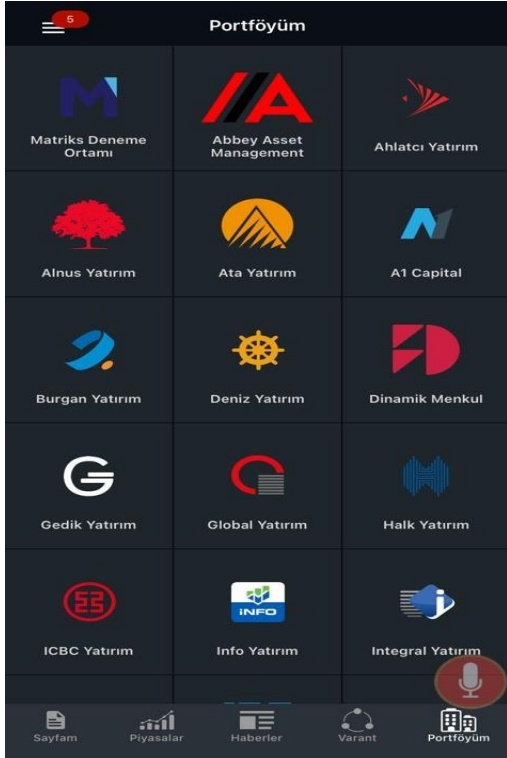 5
Portföyüm
Matriks Deneme
Ortamı
Abbey Asset
Management
Ahlatcı Yatırım
Alnus Yatırım
Ata Yatırım
A1 Capital
Burgan Yatırım
Deniz Yatırım
Dinamik Menkul
Gedik Yatırım
Global Yatırım
Halk Yatırım
ICBC Yatırım
iNFO
Info Yatırım
Integral Yatırım
Sayfam
Piyasalar
Haberler
Varant
Portföyüm